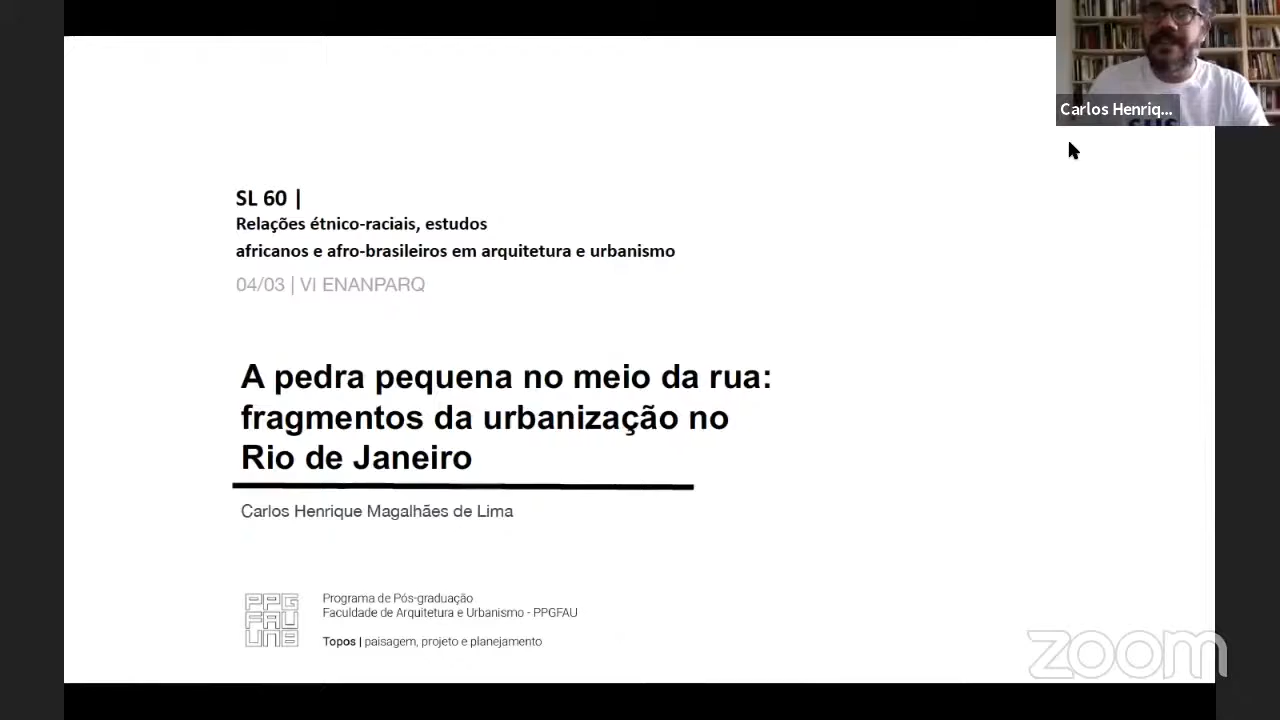 Carlos Henriq...
SL 60 |
Relações étnico-raciais, estudos
africanos e afro-brasileiros em arquitetura e urbanismo
04/03 | VI ENANPARQ
A pedra pequena no meio da rua:
fragmentos da urbanização no
Rio de Janeiro
Carlos Henrique Magalhães de Lima
PPG
FAU
UNB
Programa de Pós-graduação
Faculdade de Arquitetura e Urbanismo - PPGFAU
Topos | paisagem, projeto e planejamento
zoom